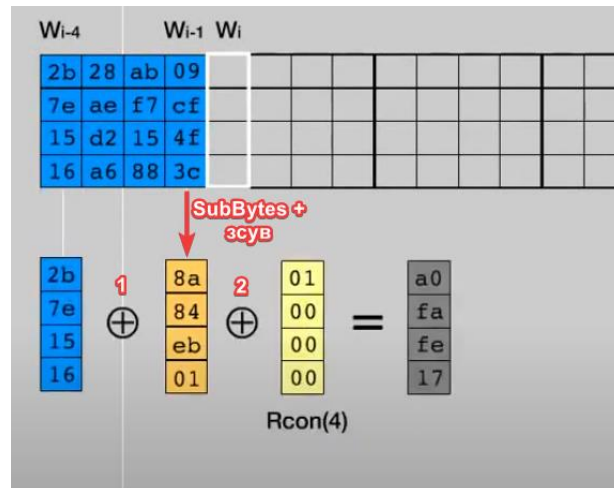 Wi-4 Wi-1 Wi
2b 28 ab 09
7e ae f7 cf
15 d2 15 4f
16 a6 88 3c
SubBytes +
зсув
2b 1 8a 2 01 a0
7e ⊕ 84 ⊕ 00 = fa
15 eb 00 fe
16 01 00 17
Rcon(4)